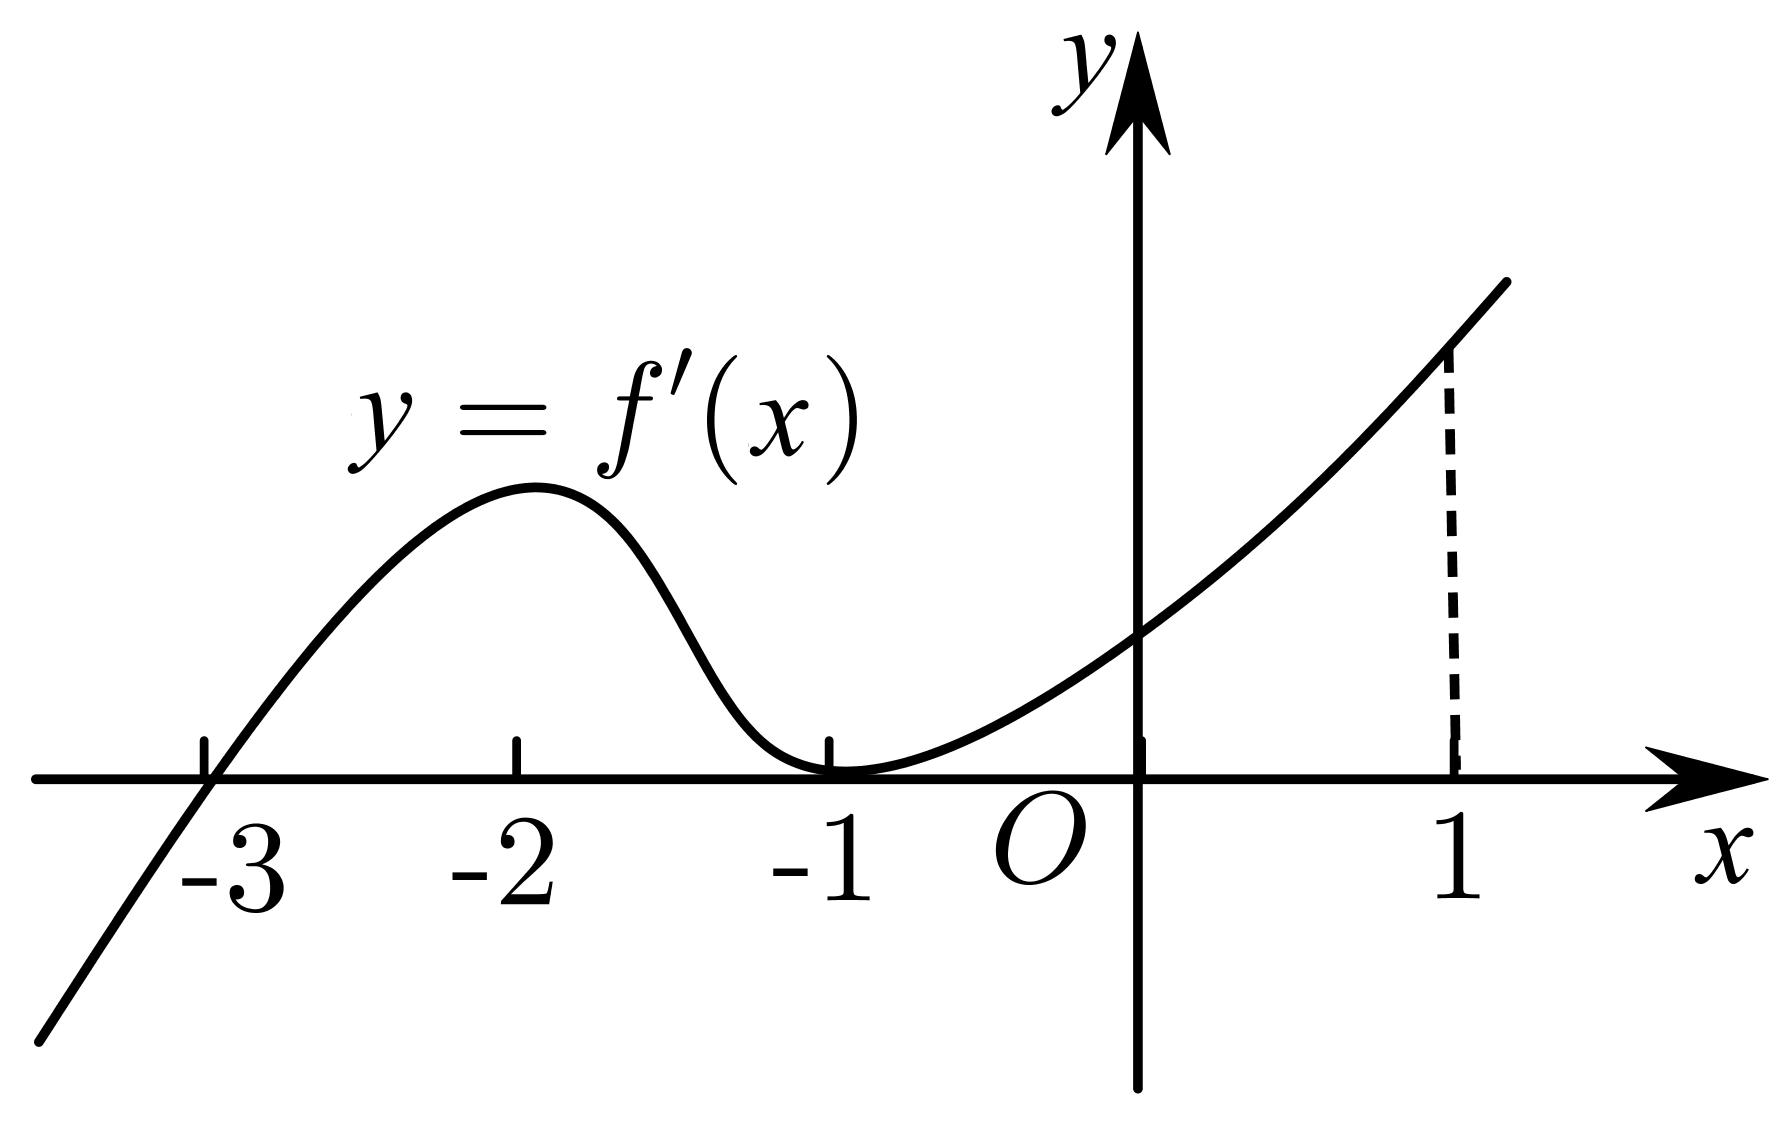 y
y = f′(x)
-3 -2 -1 O 1 x